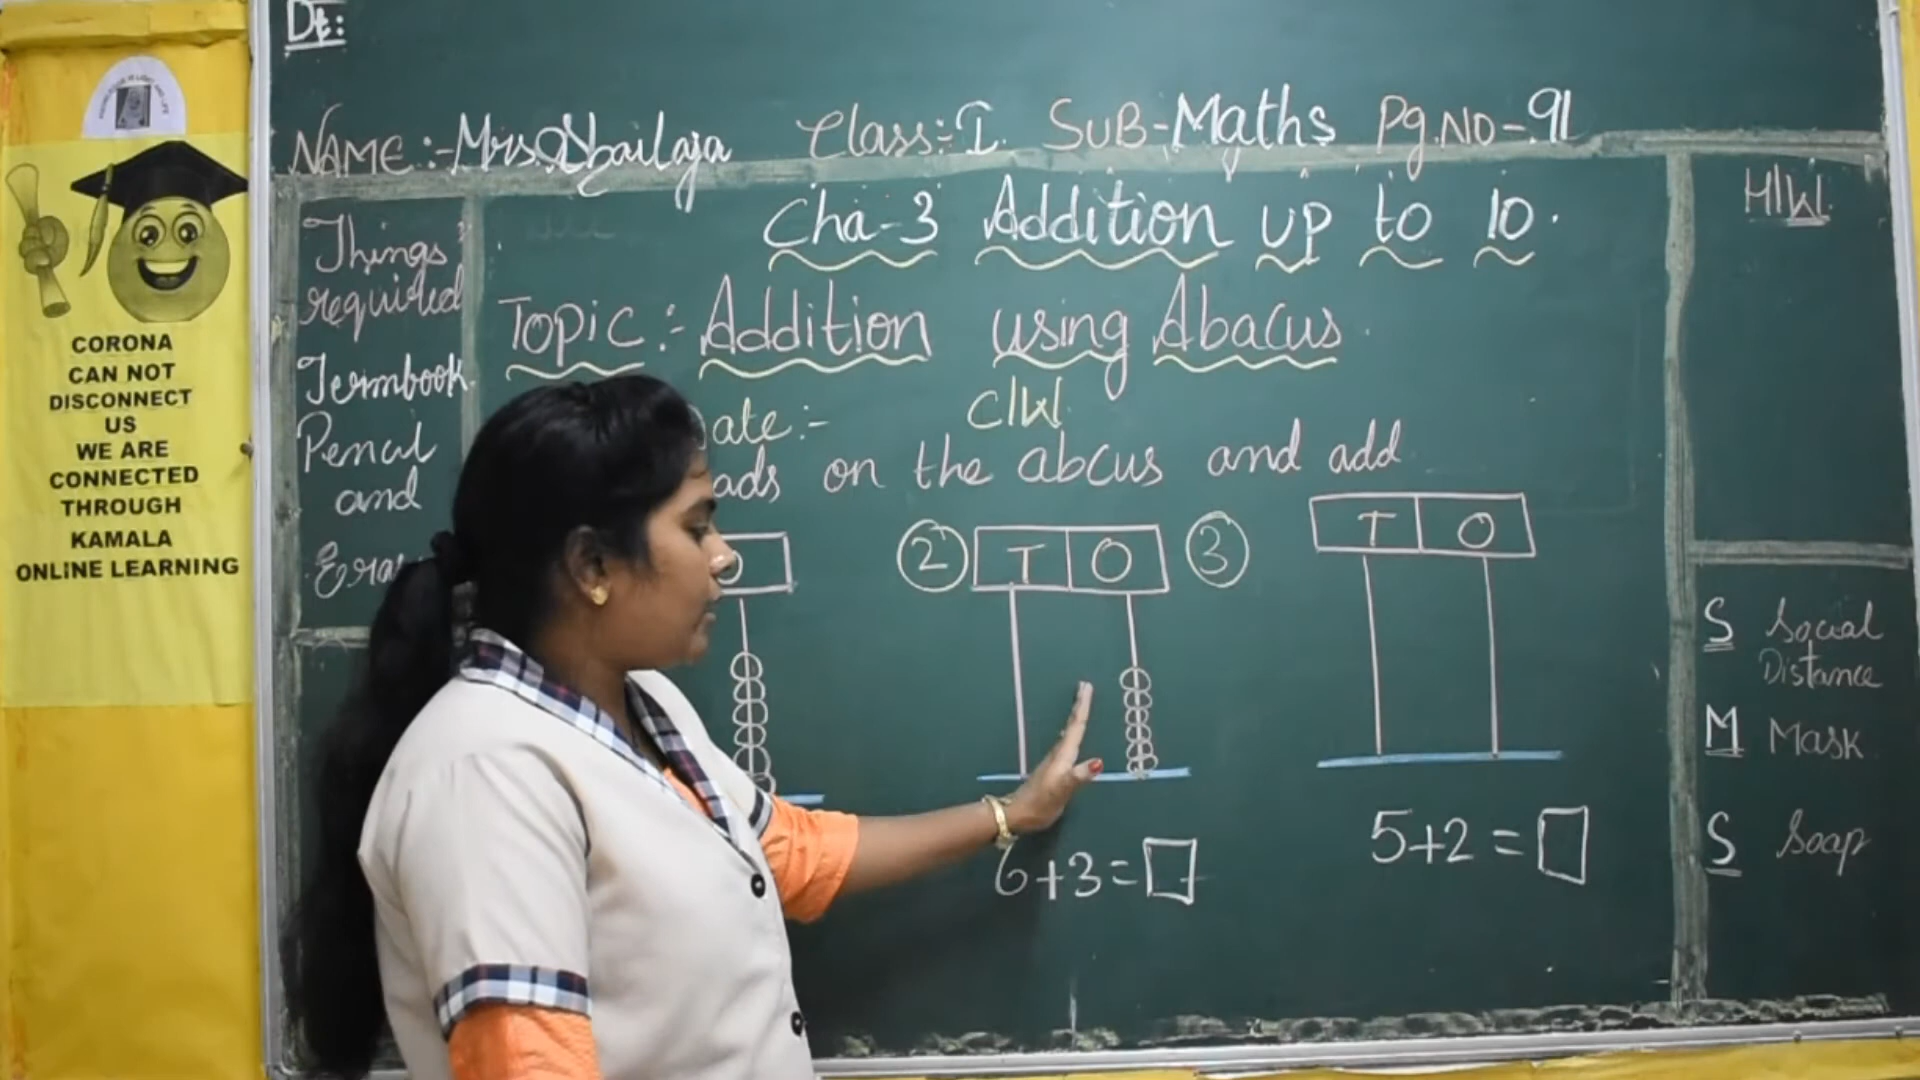 Dt:
NAME:- Mrs. Shailaja Class:- I. SUB- Maths Pg.NO- 91
Cha-3 Addition up to 10.
Topic:- Addition using Abacus.
Things required
Termbook
Pencil
and
Eras
ate:- C/W
ads on the abcus and add
O
② T O
③ T O
6+3=
5+2=
H/W
S Social
Distance
M Mask
S Soap
CORONA
CAN NOT
DISCONNECT
US
WE ARE
CONNECTED
THROUGH
KAMALA
ONLINE LEARNING